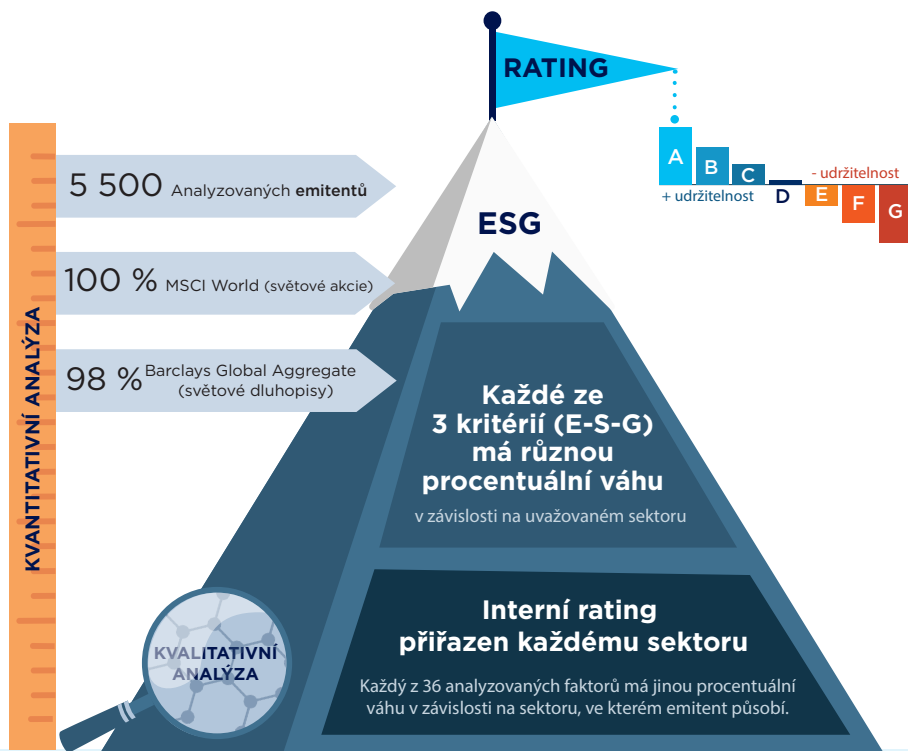 RATING
A
B
C
D
E
F
G
- udržitelnost
+ udržitelnost
5 500 Analyzovaných emitentů
ESG
100 % MSCI World (světové akcie)
98 % Barclays Global Aggregate
(světové dluhopisy)
KVANTITATIVNÍ ANALÝZA
Každé ze
3 kritérií (E-S-G)
má různou
procentuální váhu
v závislosti na uvažovaném sektoru
Interní rating
přiřazen každému sektoru
Každý z 36 analyzovaných faktorů má jinou procentuální
váhu v závislosti na sektoru, ve kterém emitent působí.
KVALITATIVNÍ
ANALÝZA